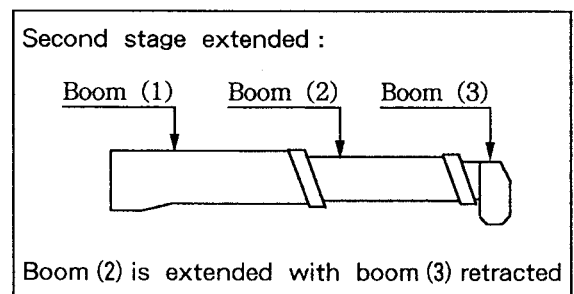 Second stage extended :
Boom (1) Boom (2) Boom (3)
Boom (2) is extended with boom (3) retracted